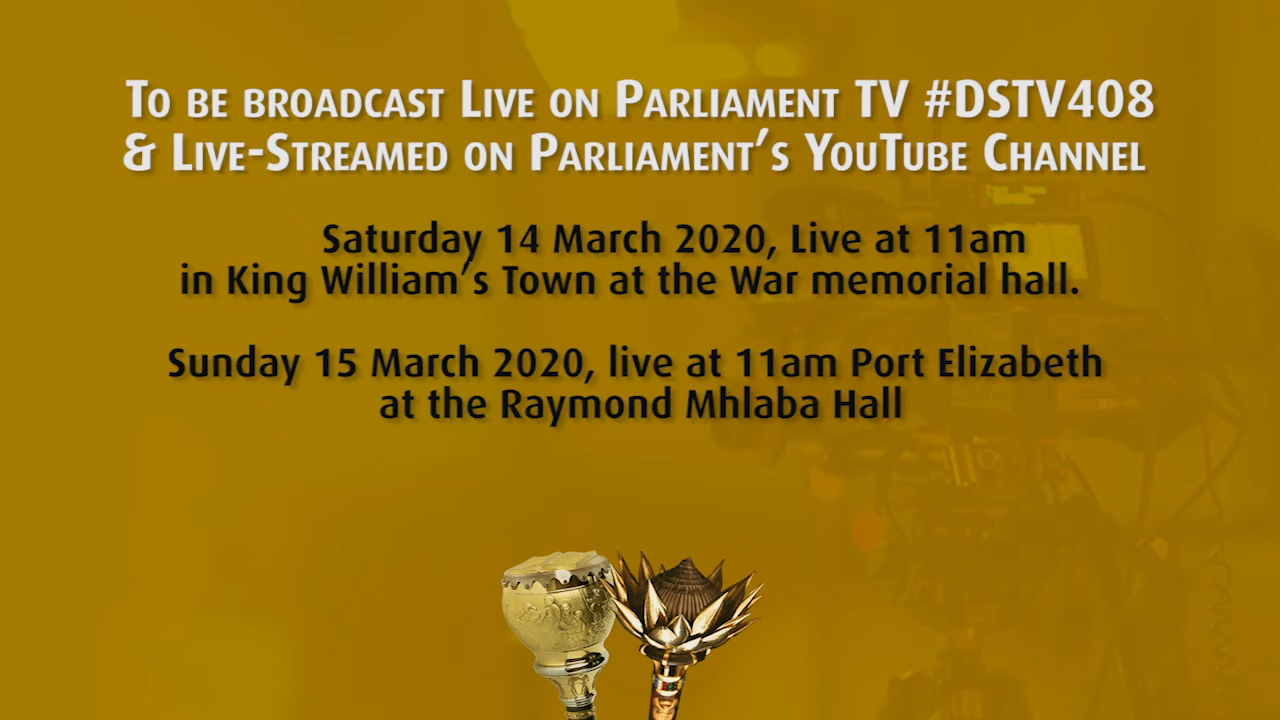 To be broadcast Live on Parliament TV #DSTV408
& Live-Streamed on Parliament's YouTube Channel
Saturday 14 March 2020, Live at 11am
in King William's Town at the War memorial hall.
Sunday 15 March 2020, live at 11am Port Elizabeth
at the Raymond Mhlaba Hall